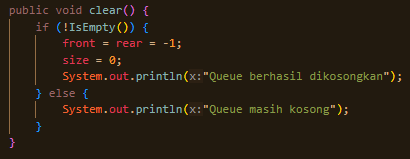 public void clear() {
    if (!IsEmpty()) {
        front = rear = -1;
        size = 0;
        System.out.println(x:"Queue berhasil dikosongkan");
    } else {
        System.out.println(x:"Queue masih kosong");
    }
}